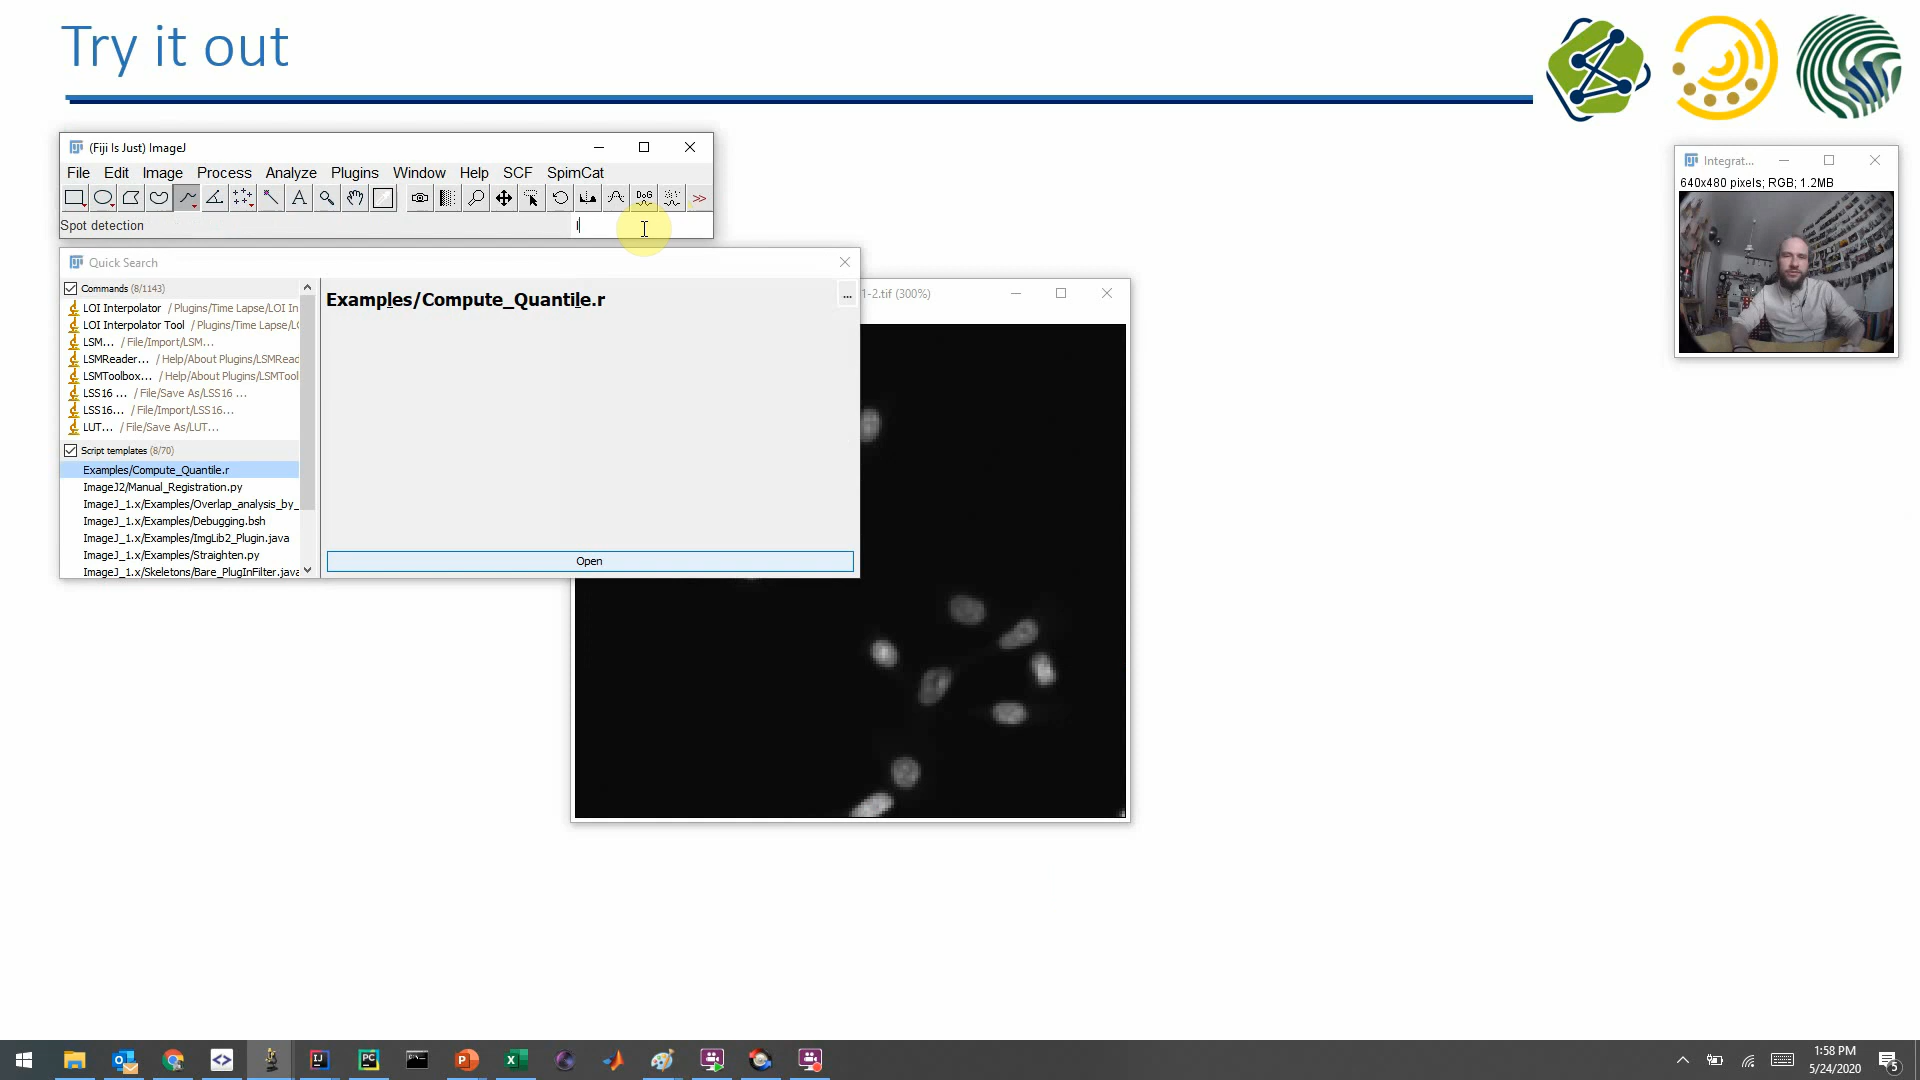 Try it out
(Fiji Is Just) ImageJ
File Edit Image Process Analyze Plugins Window Help SCF SpimCat
A DoG >>
Spot detection
l
Quick Search
Commands (8/1143)
LOI Interpolator / Plugins/Time Lapse/LOI In
LOI Interpolator Tool / Plugins/Time Lapse/LO
LSM... / File/Import/LSM...
LSMReader... / Help/About Plugins/LSMRead
LSMToolbox... / Help/About Plugins/LSMTool
LSS16 ... / File/Save As/LSS16 ...
LSS16... / File/Import/LSS16...
LUT... / File/Save As/LUT...
Script templates (8/70)
Examples/Compute_Quantile.r
ImageJ2/Manual_Registration.py
ImageJ_1.x/Examples/Overlap_analysis_by_
ImageJ_1.x/Examples/Debugging.bsh
ImageJ_1.x/Examples/ImgLib2_Plugin.java
ImageJ_1.x/Examples/Straighten.py
ImageJ_1.x/Skeletons/Bare_PlugInFilter.java
Examples/Compute_Quantile.r
...
Open
1-2.tif (300%)
Integrat...
640x480 pixels; RGB; 1.2MB
1:58 PM
5/24/2020
5